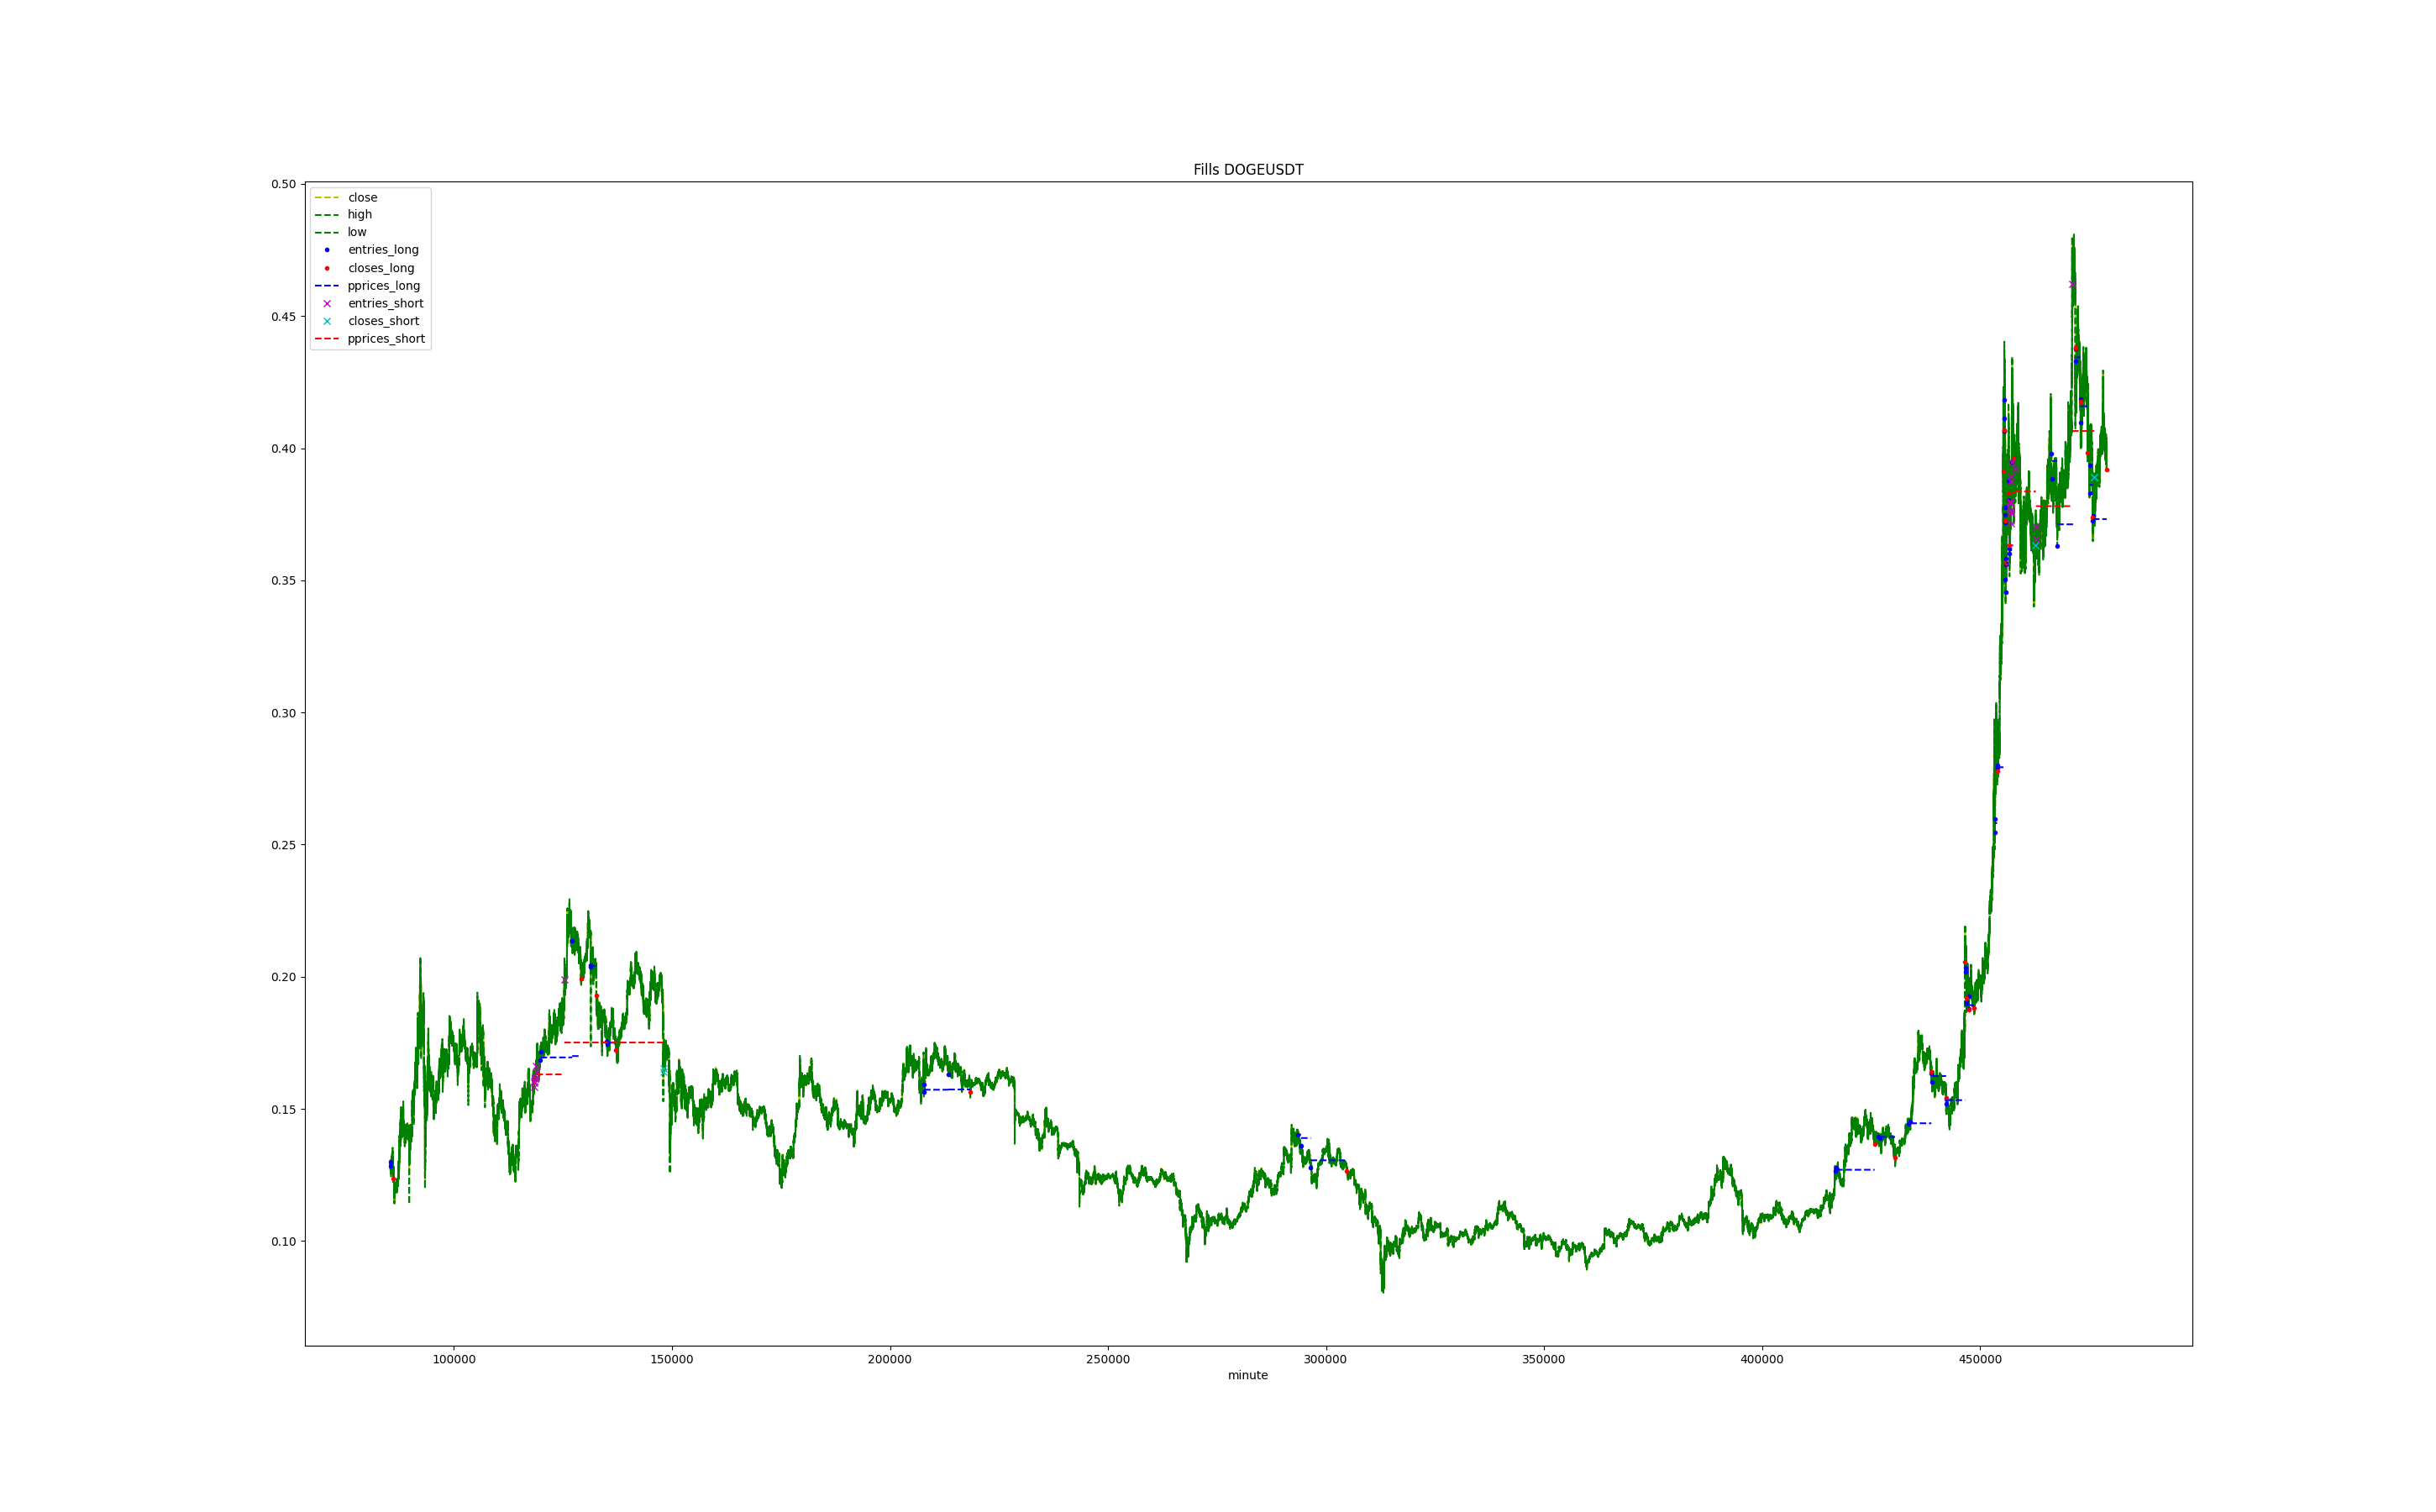 Fills DOGEUSDT
0.50
0.45
0.40
0.35
0.30
0.25
0.20
0.15
0.10
close
high
low
entries_long
closes_long
pprices_long
entries_short
closes_short
pprices_short
100000 150000 200000 250000 300000 350000 400000 450000
minute